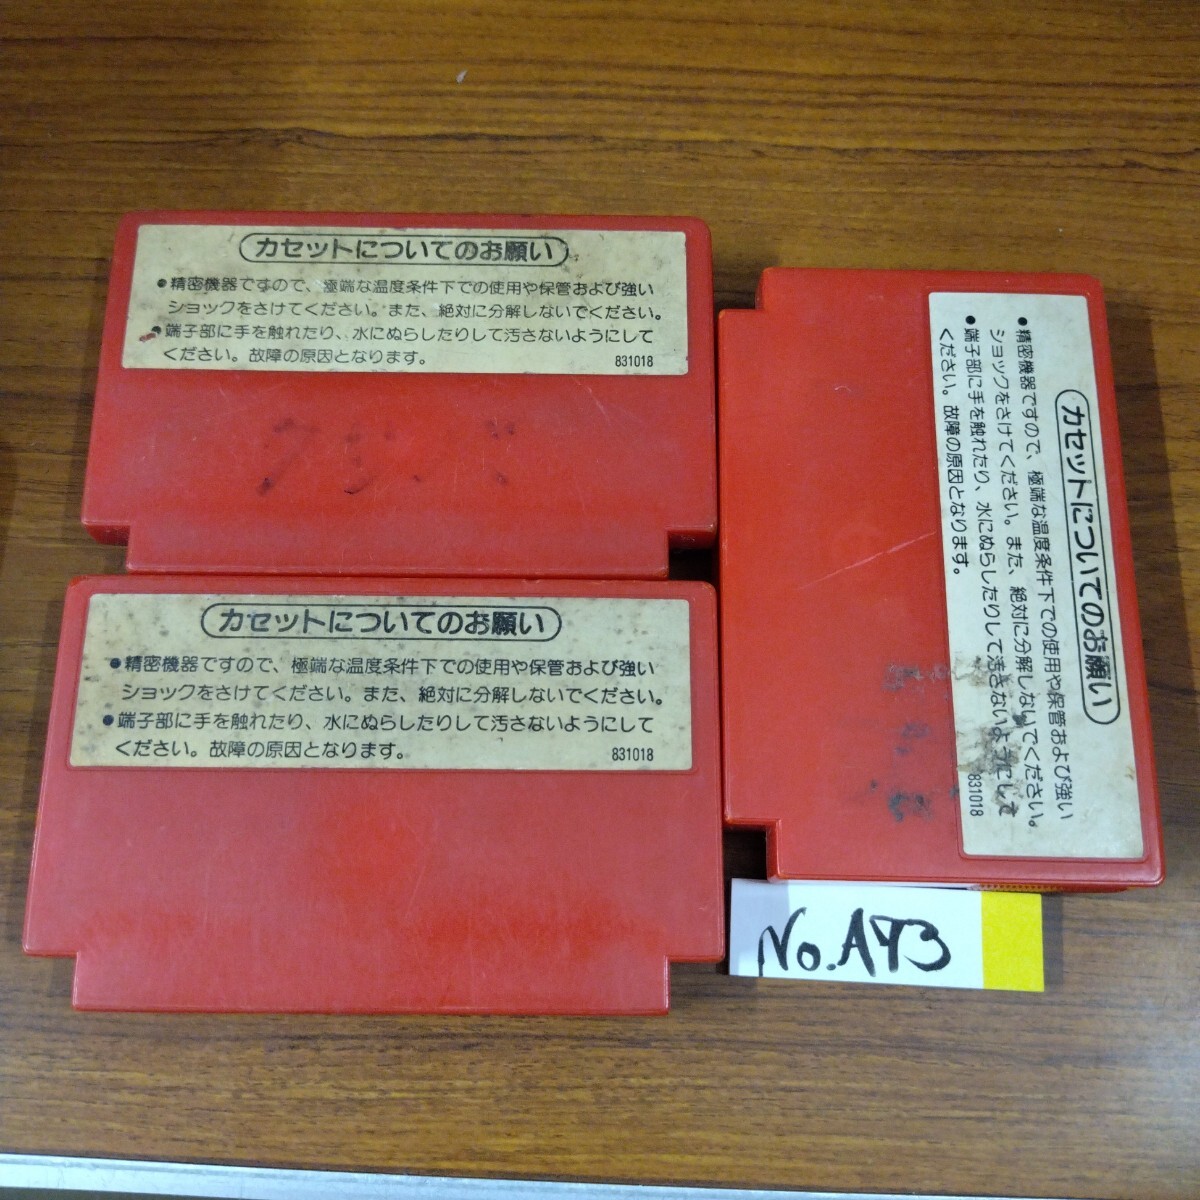 カセットについてのお願い
●精密機器ですので、極端な温度条件下での使用や保管および強い
ショックをさけてください。また、絶対に分解しないでください。
●端子部に手を触れたり、水にぬらしたりして汚さないようにして
ください。故障の原因となります。
831018
カセットについてのお願い
●精密機器ですので、極端な温度条件下での使用や保管および強い
ショックをさけてください。また、絶対に分解しないでください。
●端子部に手を触れたり、水にぬらしたりして汚さないようにして
ください。故障の原因となります。
831018
カセットについてのお願い
●精密機器ですので、極端な温度条件下での使用や保管および強い
ショックをさけてください。また、絶対に分解しないでください。
●端子部に手を触れたり、水にぬらしたりして汚さないようにして
ください。故障の原因となります。
831018
No.A93